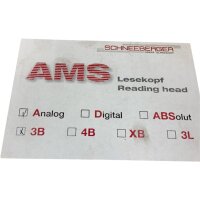 SCHNEEBERGER
AMS
Lesekopf
Reading head
☑ Analog ☐ Digital ☐ ABSolut
☑ 3B ☐ 4B ☐ XB ☐ 3L